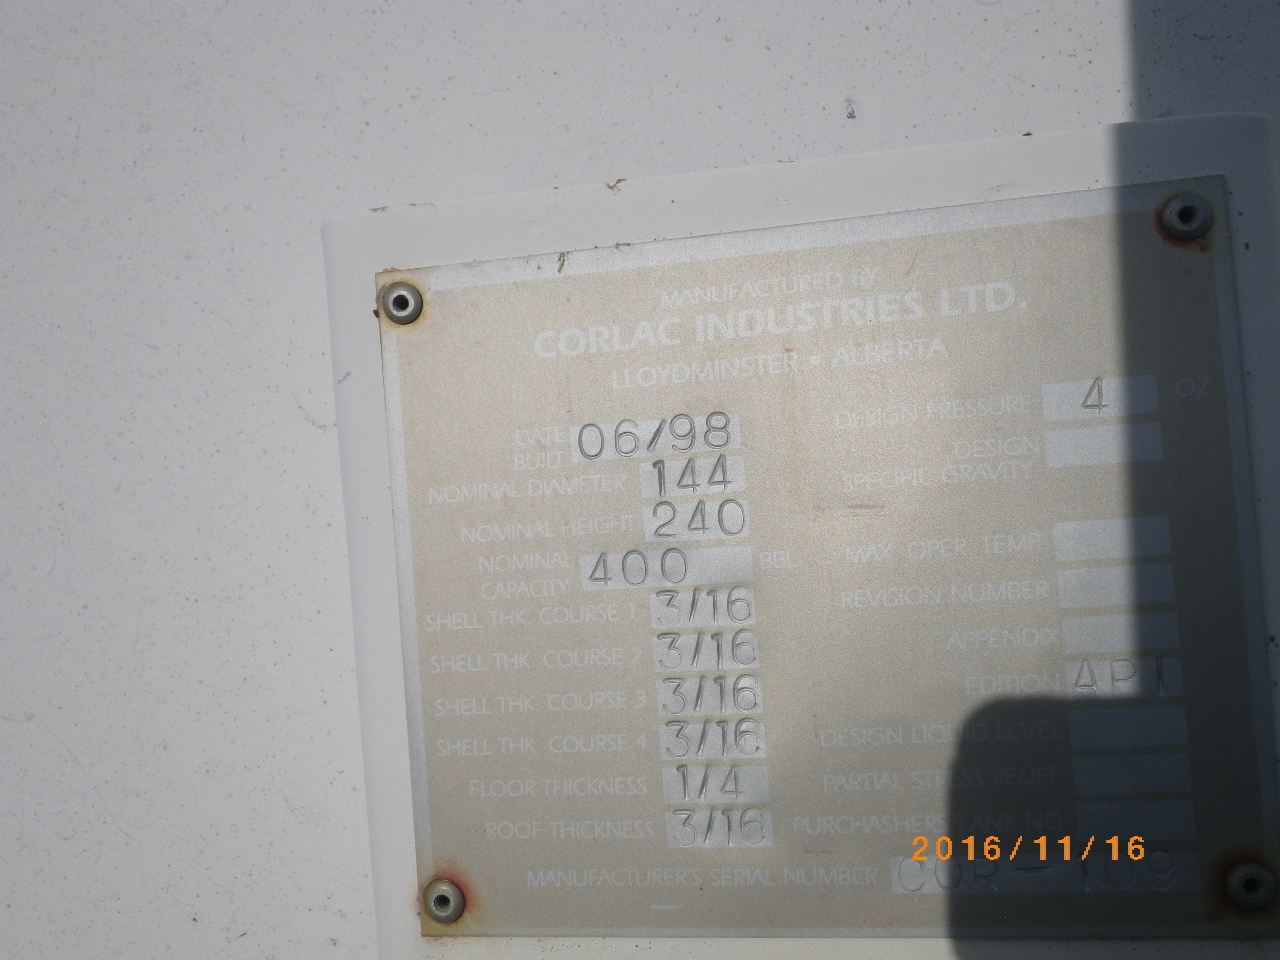 MANUFACTURED BY
CORLAC INDUSTRIES LTD.
LLOYDMINSTER • ALBERTA
DATE BUILT 06/98
NOMINAL DIAMETER 144
NOMINAL HEIGHT 240
NOMINAL CAPACITY 400 BBL
SHELL THK. COURSE 1 3/16
SHELL THK. COURSE 2 3/16
SHELL THK. COURSE 3 3/16
SHELL THK. COURSE 4 3/16
FLOOR THICKNESS 1/4
ROOF THICKNESS 3/16
DESIGN PRESSURE 4 OZ
DESIGN SPECIFIC GRAVITY
MAX. OPER. TEMP.
REVISION NUMBER
APPENDIX
EDITION API
DESIGN LIQUID LEVEL
PARTIAL STRESS RELIEF
PURCHASHERS TANK NO.
MANUFACTURER'S SERIAL NUMBER COR-109
2016/11/16